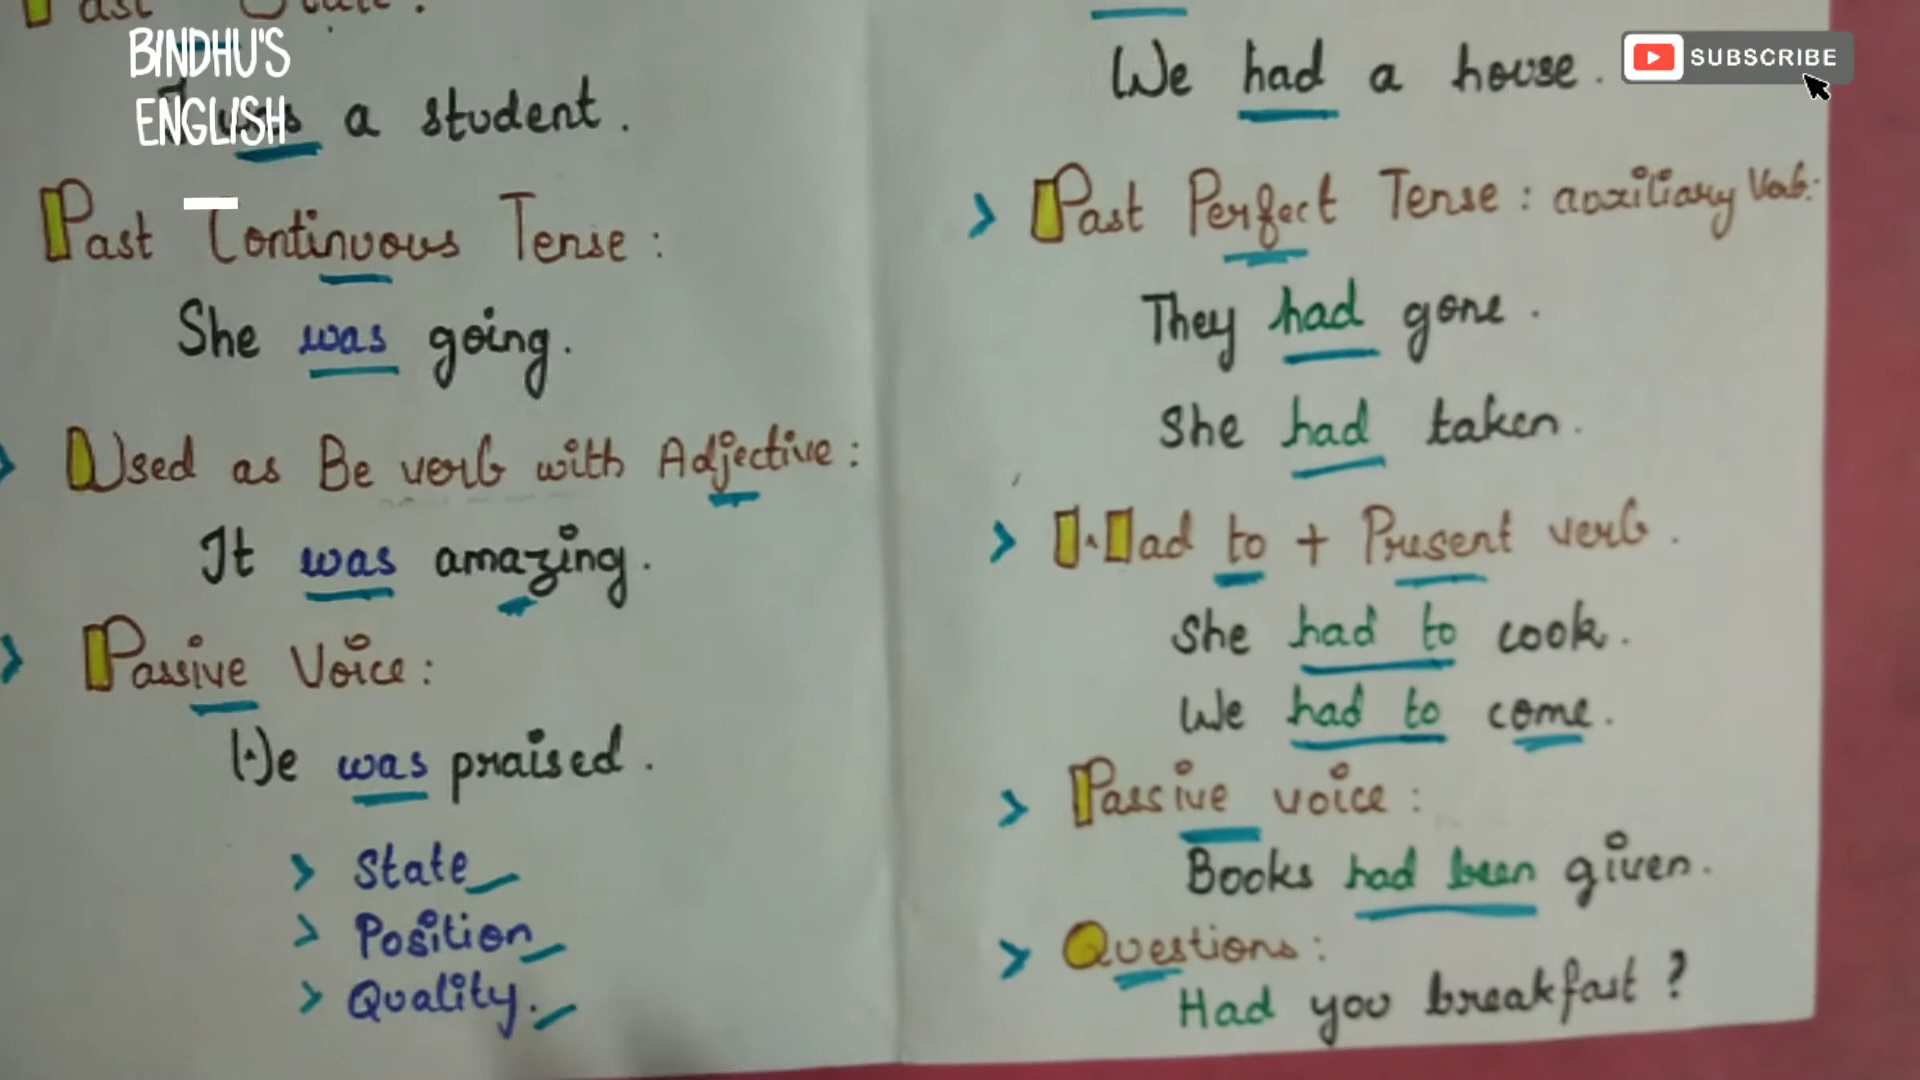 Past State:
I was a student.
Past Continuous Tense:
She was going.
Used as Be verb with Adjective:
It was amazing.
Passive Voice:
He was praised.
> State
> Position
> Quality.
We had a house.
> Past Perfect Tense: auxiliary Verb:
They had gone.
She had taken.
> Had to + Present verb.
She had to cook.
We had to come.
> Passive voice:
Books had been given.
> Questions:
Had you breakfast?
BINDHU'S
ENGLISH
SUBSCRIBE